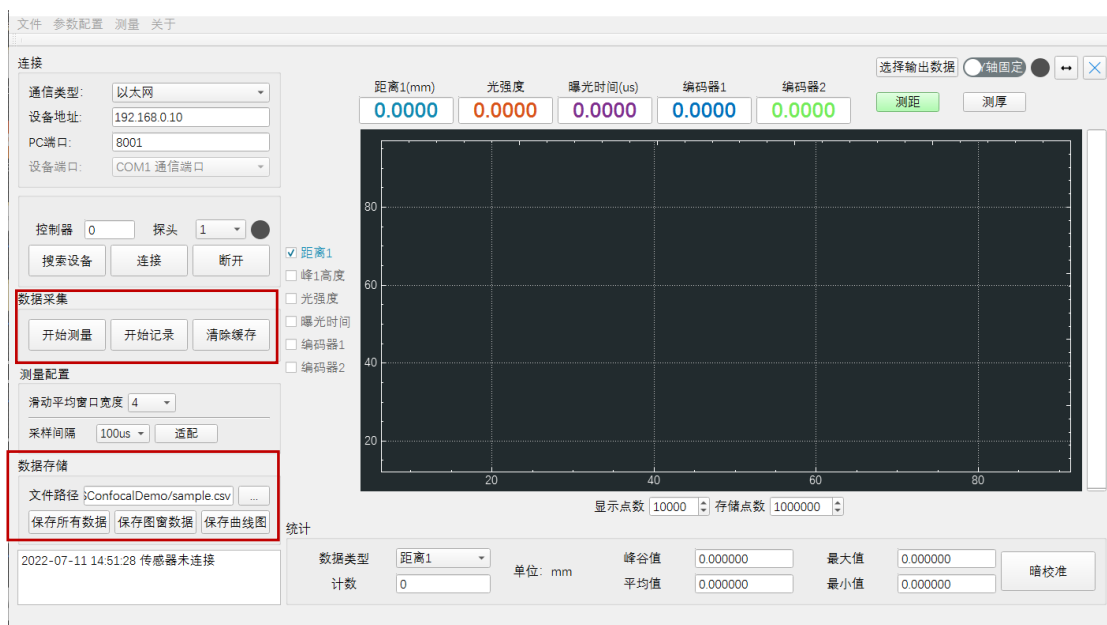 文件 参数配置 测量 关于
连接
通信类型: 以太网
设备地址: 192.168.0.10
PC端口: 8001
设备端口: COM1 通信端口
控制器 0 探头 1
搜索设备 连接 断开
数据采集
开始测量 开始记录 清除缓存
测量配置
滑动平均窗口宽度 4
采样间隔 100us 适配
数据存储
文件路径 ConfocalDemo/sample.csv ...
保存所有数据 保存图窗数据 保存曲线图
2022-07-11 14:51:28 传感器未连接
距离1
峰1高度
光强度
曝光时间
编码器1
编码器2
选择输出数据 轴固定
距离1(mm) 光强度 曝光时间(us) 编码器1 编码器2
0.0000 0.0000 0.0000 0.0000 0.0000
测距 测厚
80
60
40
20
20 40 60 80
显示点数 10000 存储点数 1000000
统计
数据类型 距离1 单位: mm 峰谷值 0.000000 最大值 0.000000
计数 0 平均值 0.000000 最小值 0.000000
暗校准